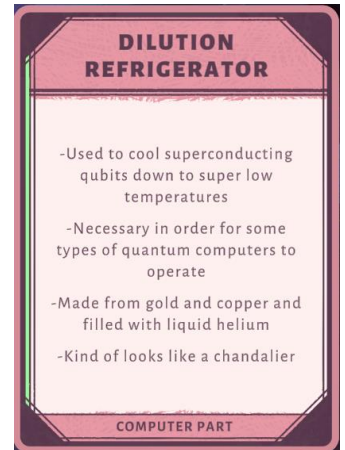 DILUTION
REFRIGERATOR
-Used to cool superconducting
qubits down to super low
temperatures
-Necessary in order for some
types of quantum computers to
operate
-Made from gold and copper and
filled with liquid helium
-Kind of looks like a chandalier
COMPUTER PART